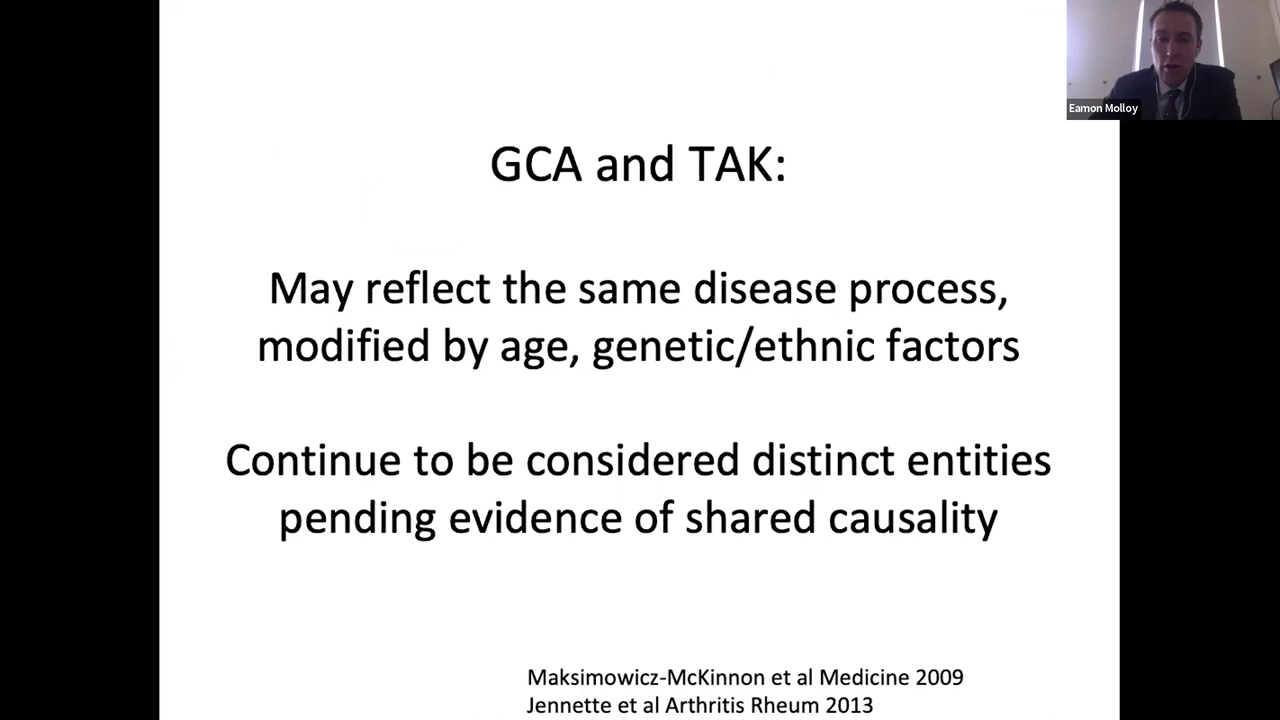 Eamon Molloy
GCA and TAK:
May reflect the same disease process,
modified by age, genetic/ethnic factors
Continue to be considered distinct entities
pending evidence of shared causality
Maksimowicz-McKinnon et al Medicine 2009
Jennette et al Arthritis Rheum 2013